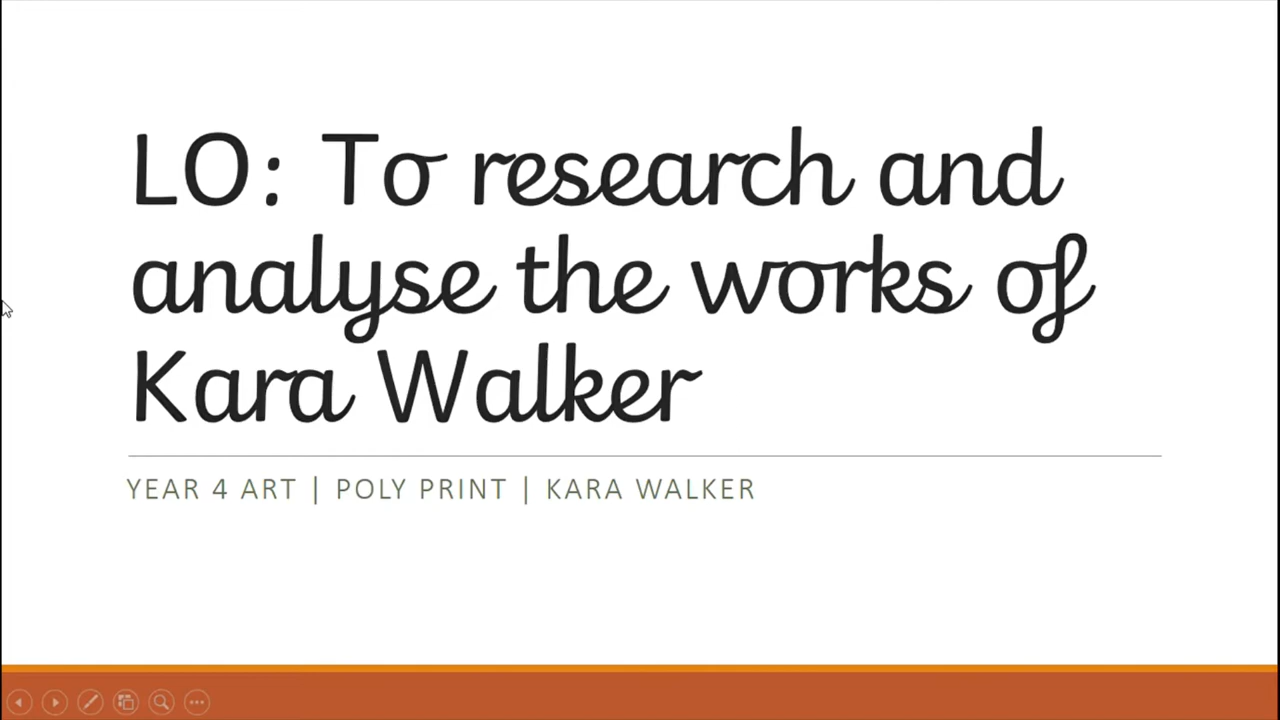 LO: To research and
analyse the works of
Kara Walker
YEAR 4 ART | POLY PRINT | KARA WALKER